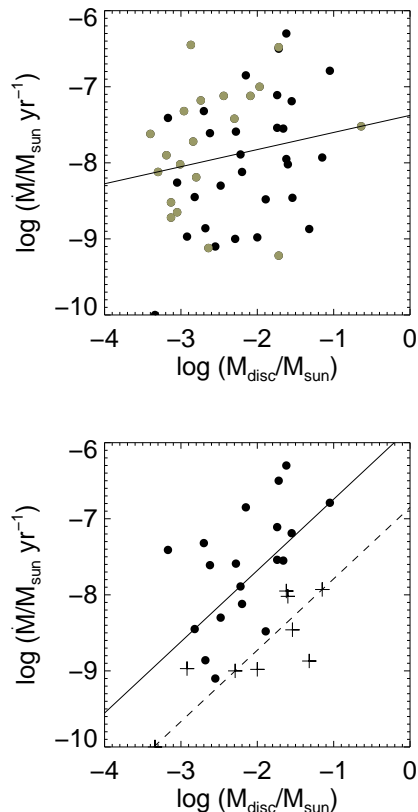 −6
−7
−8
−9
−10
log (Ṁ/M_sun yr⁻¹)
−4 −3 −2 −1 0
log (M_disc/M_sun)
−6
−7
−8
−9
−10
log (Ṁ/M_sun yr⁻¹)
−4 −3 −2 −1 0
log (M_disc/M_sun)